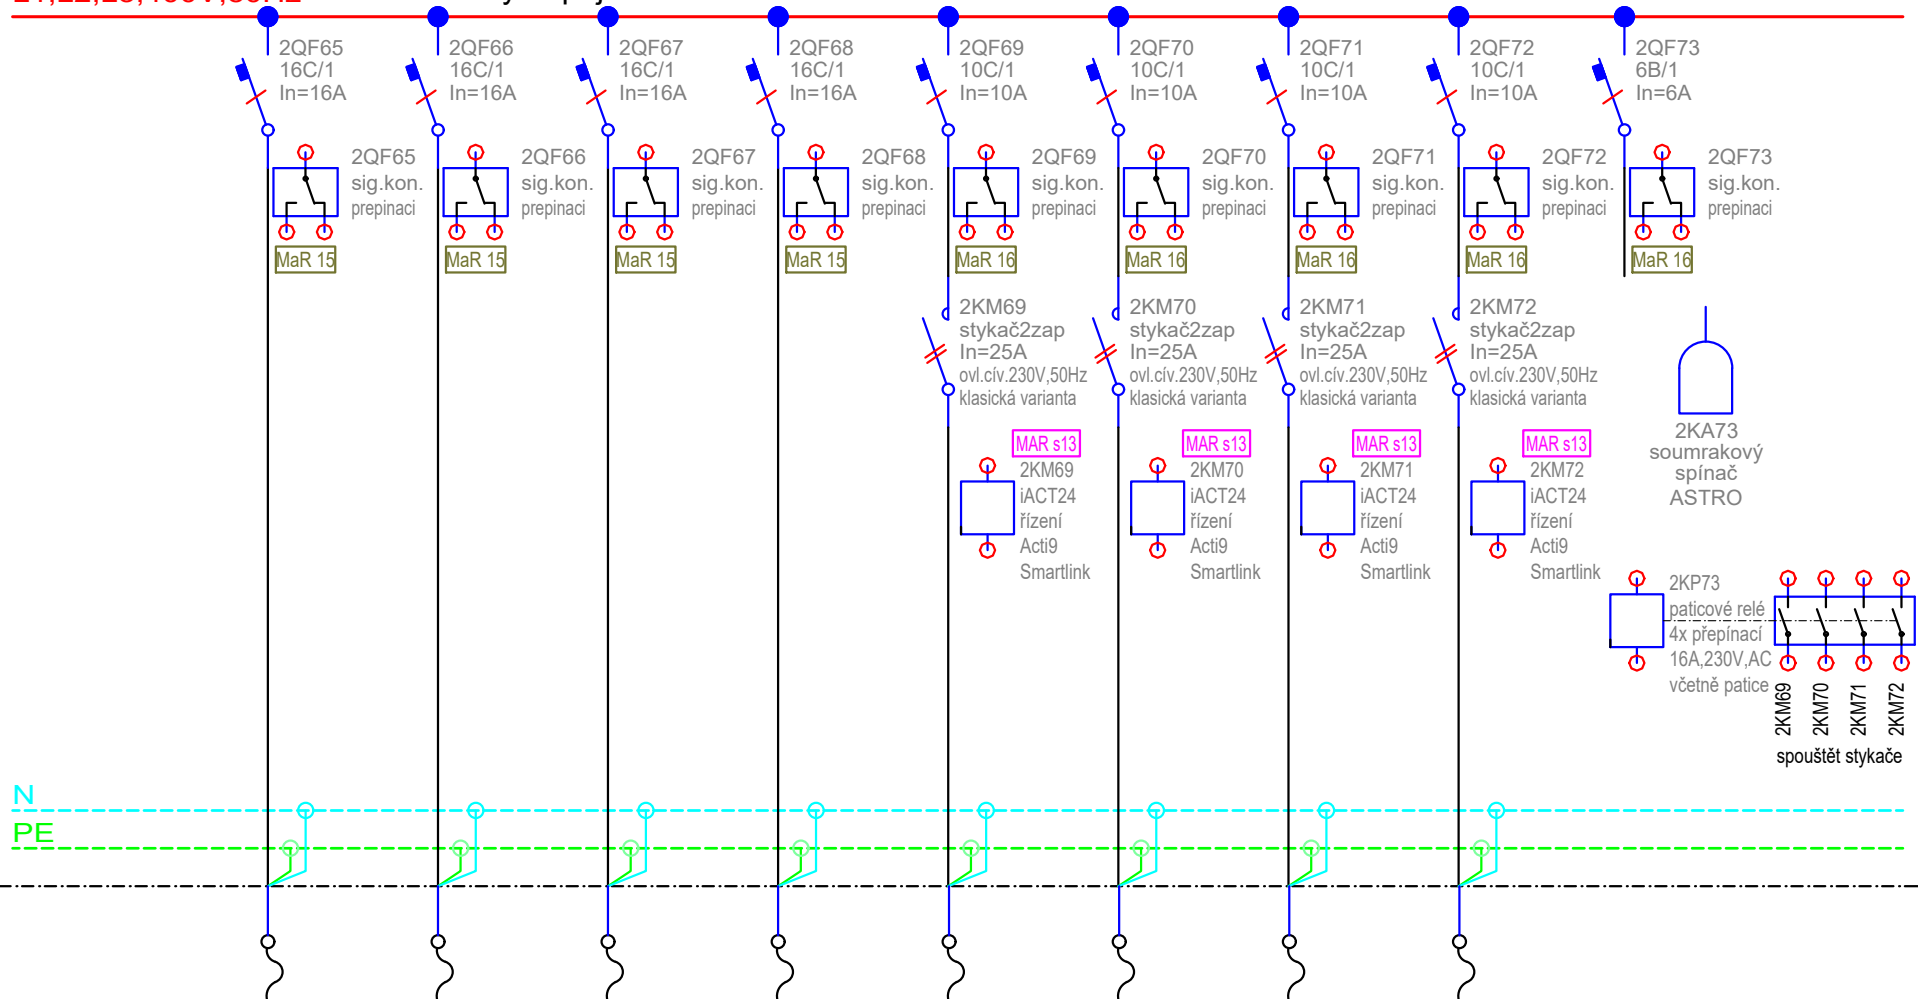 2QF65
16C/1
In=16A
2QF66
16C/1
In=16A
2QF67
16C/1
In=16A
2QF68
16C/1
In=16A
2QF69
10C/1
In=10A
2QF70
10C/1
In=10A
2QF71
10C/1
In=10A
2QF72
10C/1
In=10A
2QF73
6B/1
In=6A
2QF65
sig.kon.
prepinaci
MaR 15
2QF66
sig.kon.
prepinaci
MaR 15
2QF67
sig.kon.
prepinaci
MaR 15
2QF68
sig.kon.
prepinaci
MaR 15
2QF69
sig.kon.
prepinaci
MaR 16
2QF70
sig.kon.
prepinaci
MaR 16
2QF71
sig.kon.
prepinaci
MaR 16
2QF72
sig.kon.
prepinaci
MaR 16
2QF73
sig.kon.
prepinaci
MaR 16
2KM69
stykač2zap
In=25A
ovl.cív.230V,50Hz
klasická varianta
2KM70
stykač2zap
In=25A
ovl.cív.230V,50Hz
klasická varianta
2KM71
stykač2zap
In=25A
ovl.cív.230V,50Hz
klasická varianta
2KM72
stykač2zap
In=25A
ovl.cív.230V,50Hz
klasická varianta
MAR s13
2KM69
iACT24
řízení
Acti9
Smartlink
MAR s13
2KM70
iACT24
řízení
Acti9
Smartlink
MAR s13
2KM71
iACT24
řízení
Acti9
Smartlink
MAR s13
2KM72
iACT24
řízení
Acti9
Smartlink
2KA73
soumrakový
spínač
ASTRO
2KP73
paticové relé
4x přepínací
16A,230V,AC
včetně patice
2KM69
2KM70
2KM71
2KM72
spouštět stykače
N
PE